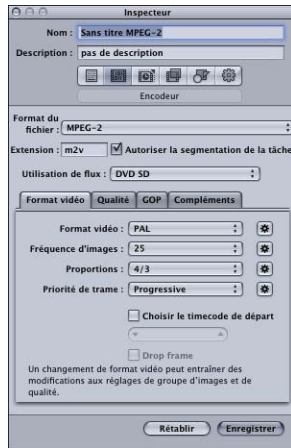 Inspecteur
Nom : Sans titre MPEG-2
Description : pas de description
Encodeur
Format du
fichier : MPEG-2
Extension : m2v Autoriser la segmentation de la tâche
Utilisation de flux : DVD SD
Format vidéo Qualité GOP Compléments
Format vidéo : PAL
Fréquence d'images : 25
Proportions : 4/3
Priorité de trame : Progressive
Choisir le timecode de départ
Drop frame
Un changement de format vidéo peut entraîner des
modifications aux réglages de groupe d'images et de
qualité.
Rétablir Enregistrer